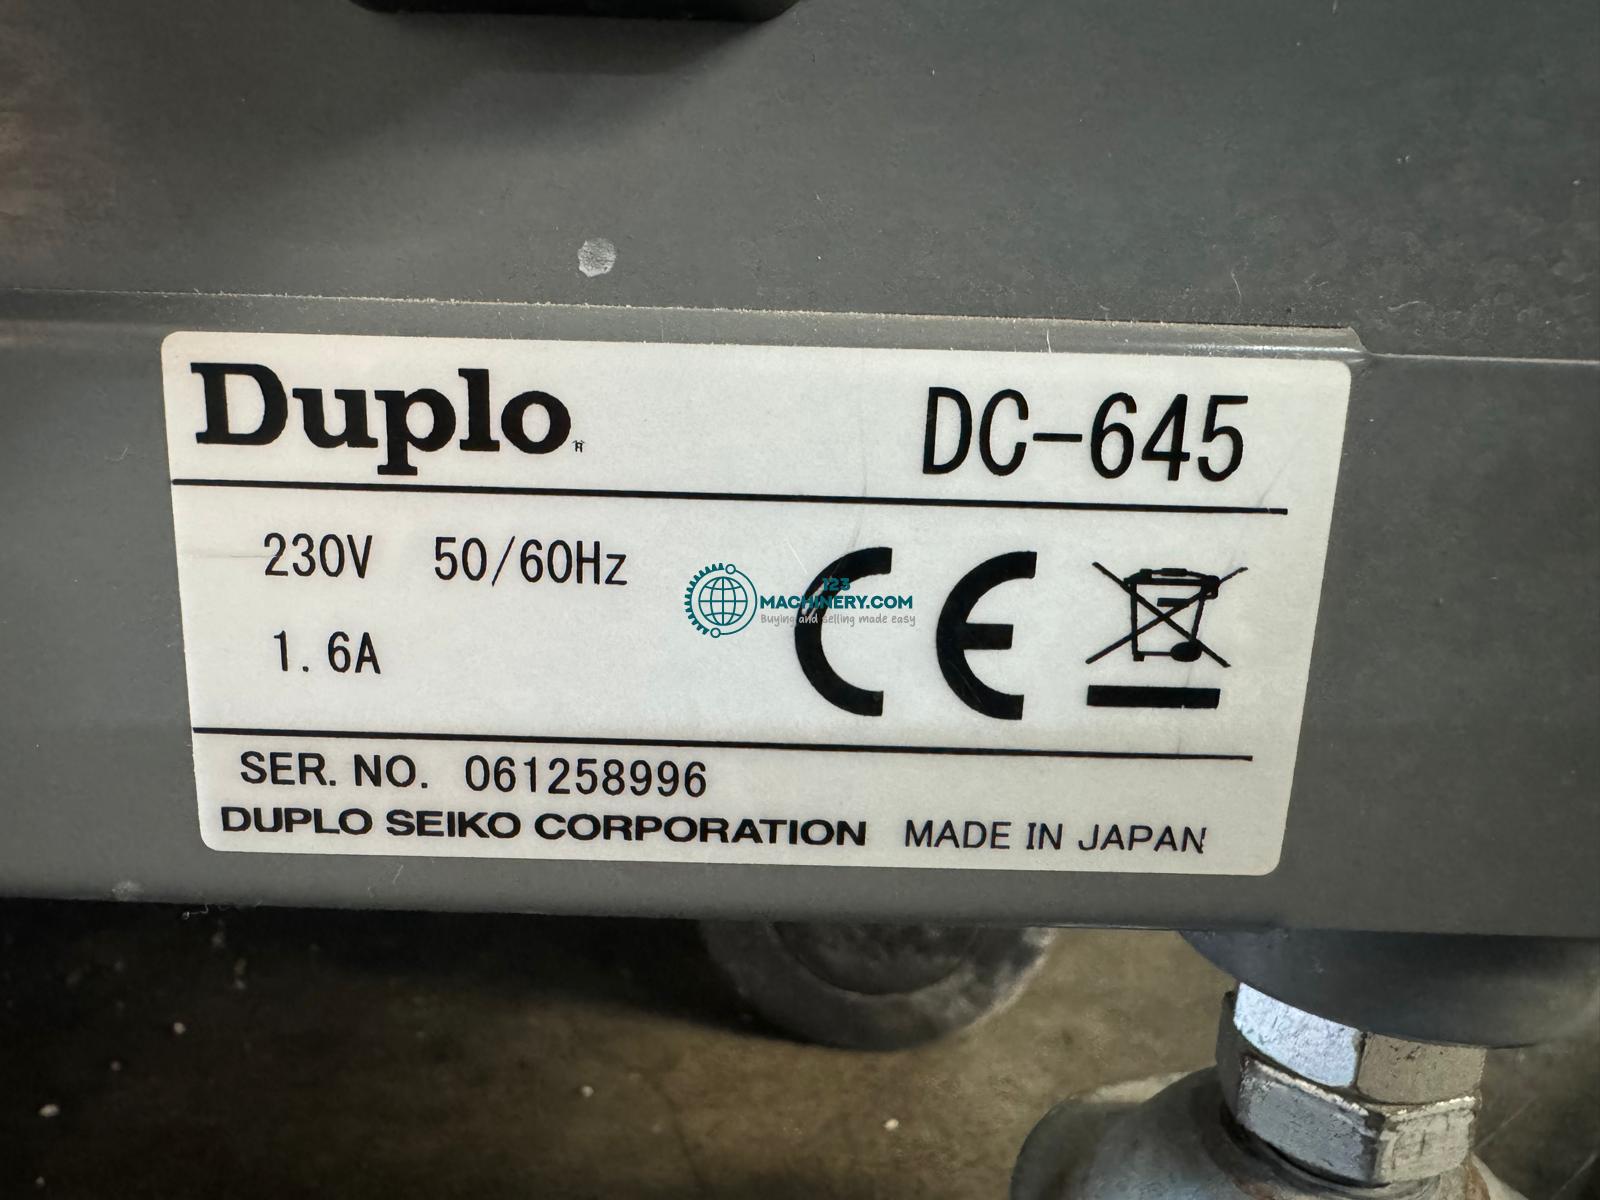 Duplo DC-645
230V 50/60Hz
1.6A
CE
123
MACHINERY.COM
Buying and selling made easy
SER. NO. 061258996
DUPLO SEIKO CORPORATION MADE IN JAPAN